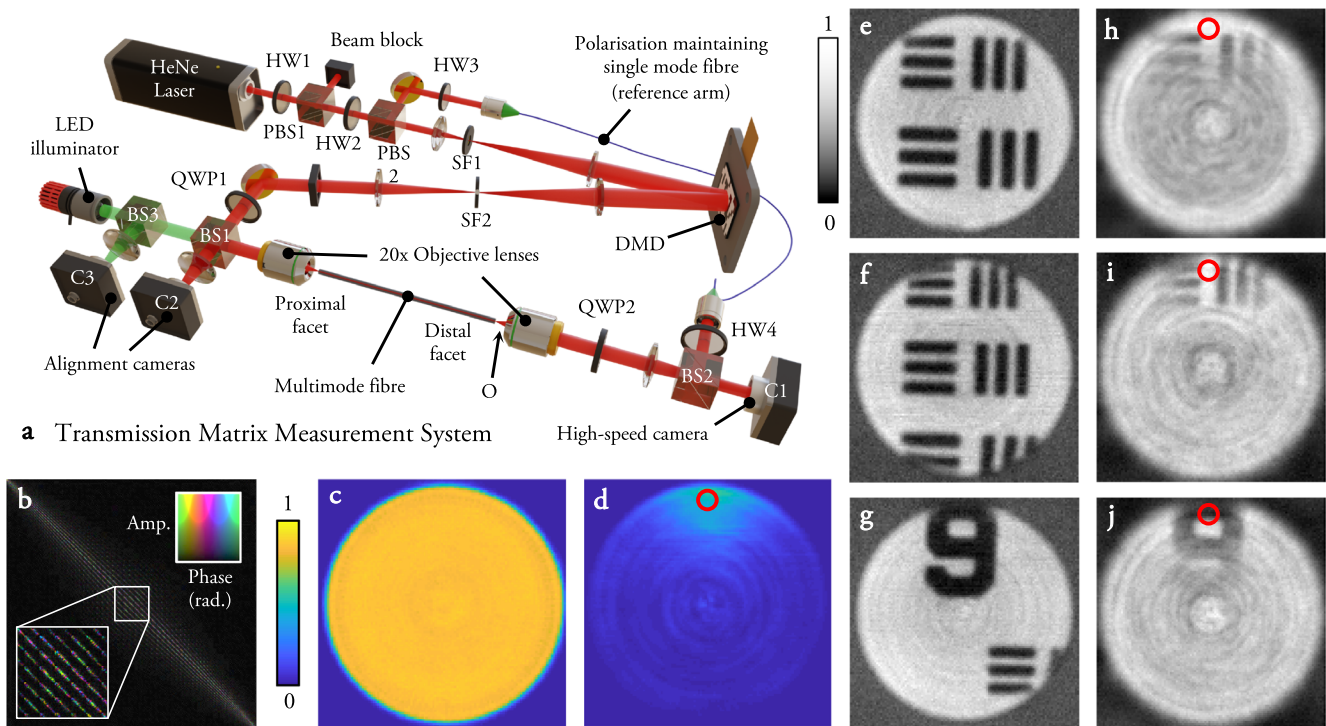 HeNe
Laser
HW1
Beam block
HW3
Polarisation maintaining
single mode fibre
(reference arm)
PBS1
HW2
PBS
2
SF1
LED
illuminator
QWP1
BS3
BS1
SF2
DMD
C3
C2
Proximal
facet
20x Objective lenses
Distal
facet
QWP2
HW4
Alignment cameras
Multimode fibre
O
BS2
C1
High-speed camera
a Transmission Matrix Measurement System
b
Amp.
Phase
(rad.)
1
0
c
d
1
0
e
h
f
i
9
g
j